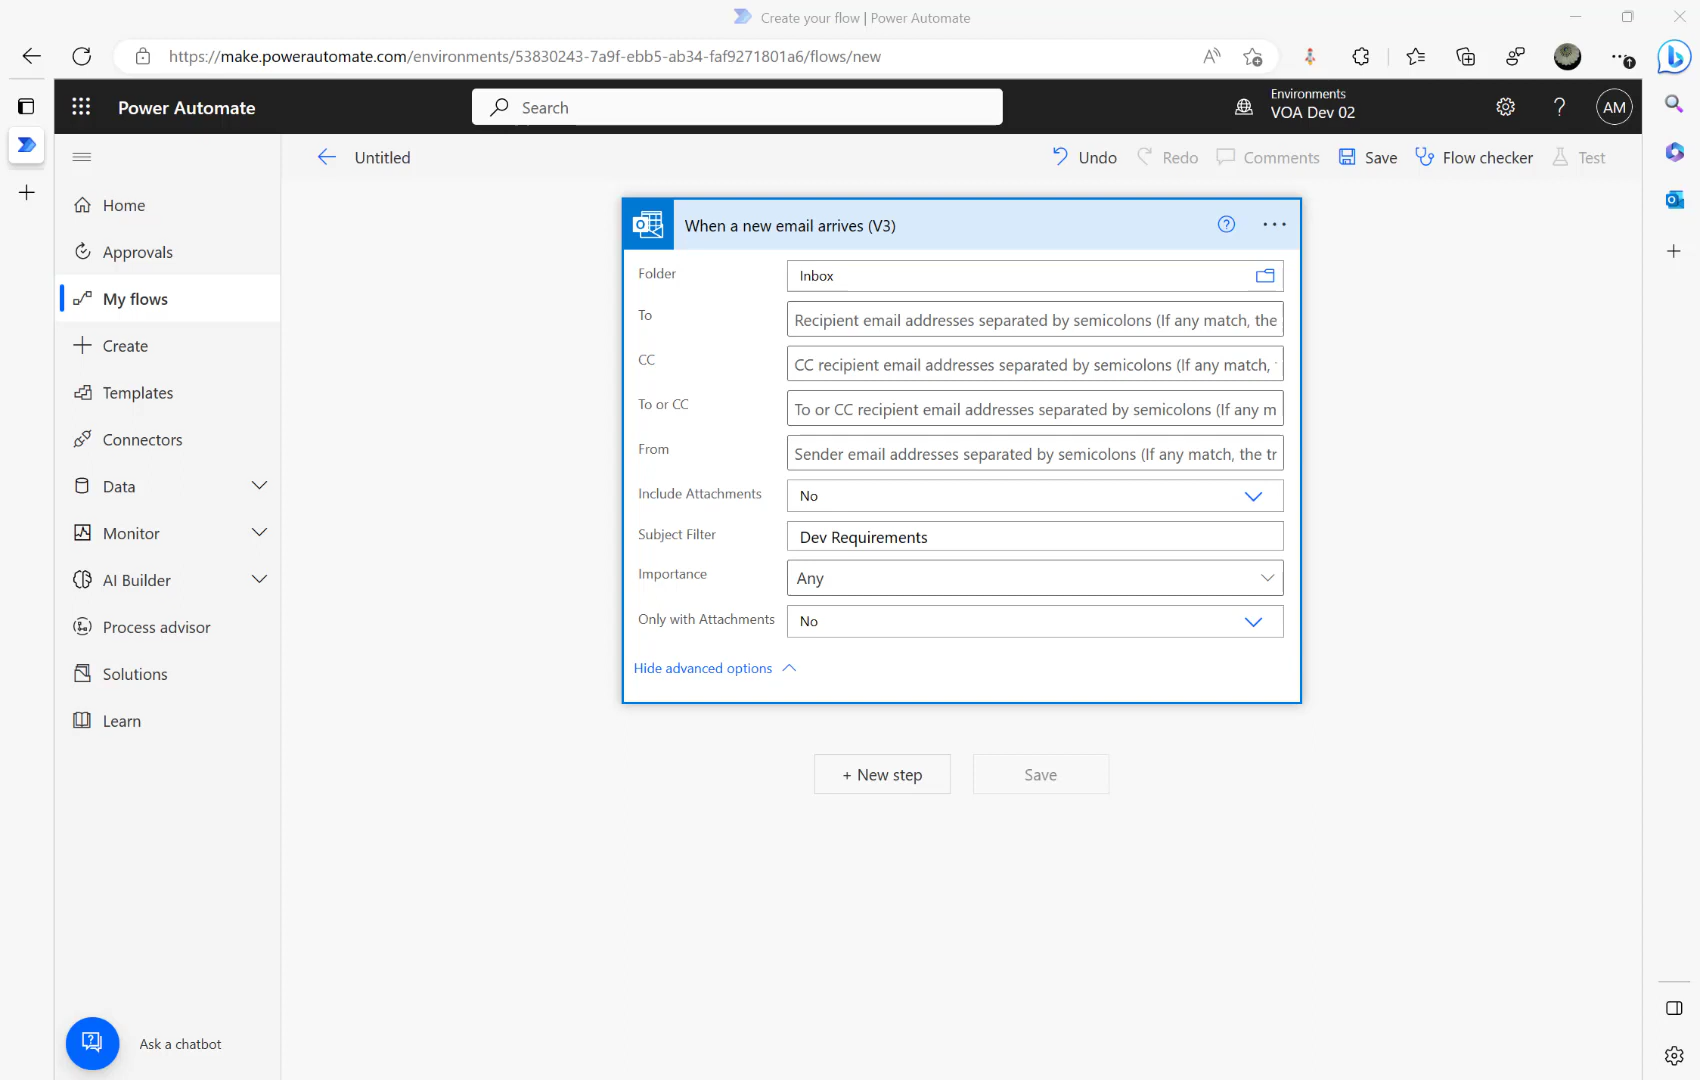 Create your flow | Power Automate
https://make.powerautomate.com/environments/53830243-7a9f-ebb5-ab34-faf9271801a6/flows/new
Power Automate
Search
Environments
VOA Dev 02
?
AM
Untitled
Undo
Redo
Comments
Save
Flow checker
Test
Home
Approvals
My flows
Create
Templates
Connectors
Data
Monitor
AI Builder
Process advisor
Solutions
Learn
When a new email arrives (V3)
Folder
Inbox
To
Recipient email addresses separated by semicolons (If any match, the
CC
CC recipient email addresses separated by semicolons (If any match,
To or CC
To or CC recipient email addresses separated by semicolons (If any m
From
Sender email addresses separated by semicolons (If any match, the tr
Include Attachments
No
Subject Filter
Dev Requirements
Importance
Any
Only with Attachments
No
Hide advanced options
+ New step
Save
Ask a chatbot